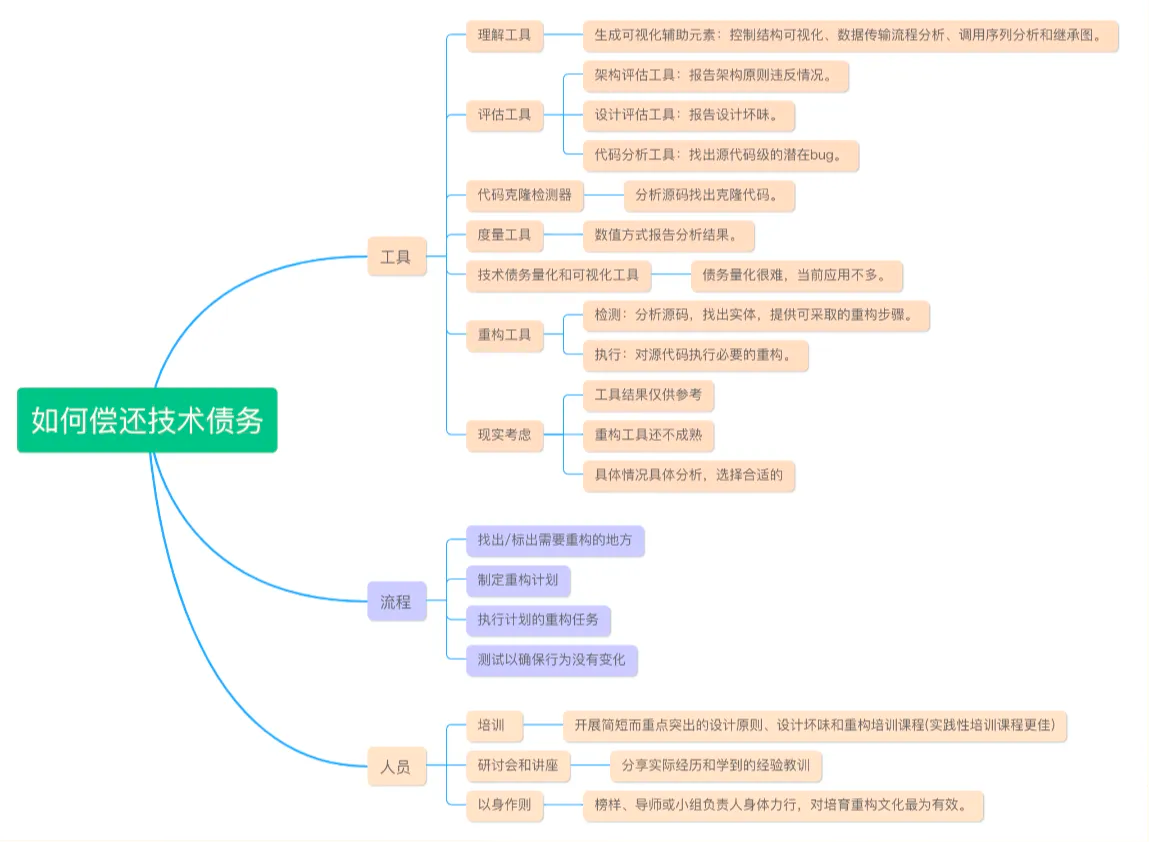 如何偿还技术债务
工具
理解工具
生成可视化辅助元素：控制结构可视化、数据传输流程分析、调用序列分析和继承图。
评估工具
架构评估工具：报告架构原则违反情况。
设计评估工具：报告设计坏味。
代码分析工具：找出源代码级的潜在bug。
代码克隆检测器
分析源码找出克隆代码。
度量工具
数值方式报告分析结果。
技术债务量化和可视化工具
债务量化很难，当前应用不多。
重构工具
检测：分析源码，找出实体，提供可采取的重构步骤。
执行：对源代码执行必要的重构。
现实考虑
工具结果仅供参考
重构工具还不成熟
具体情况具体分析，选择合适的
流程
找出/标出需要重构的地方
制定重构计划
执行计划的重构任务
测试以确保行为没有变化
人员
培训
开展简短而重点突出的设计原则、设计坏味和重构培训课程(实践性培训课程更佳)
研讨会和讲座
分享实际经历和学到的经验教训
以身作则
榜样、导师或小组负责人身体力行，对培育重构文化最为有效。